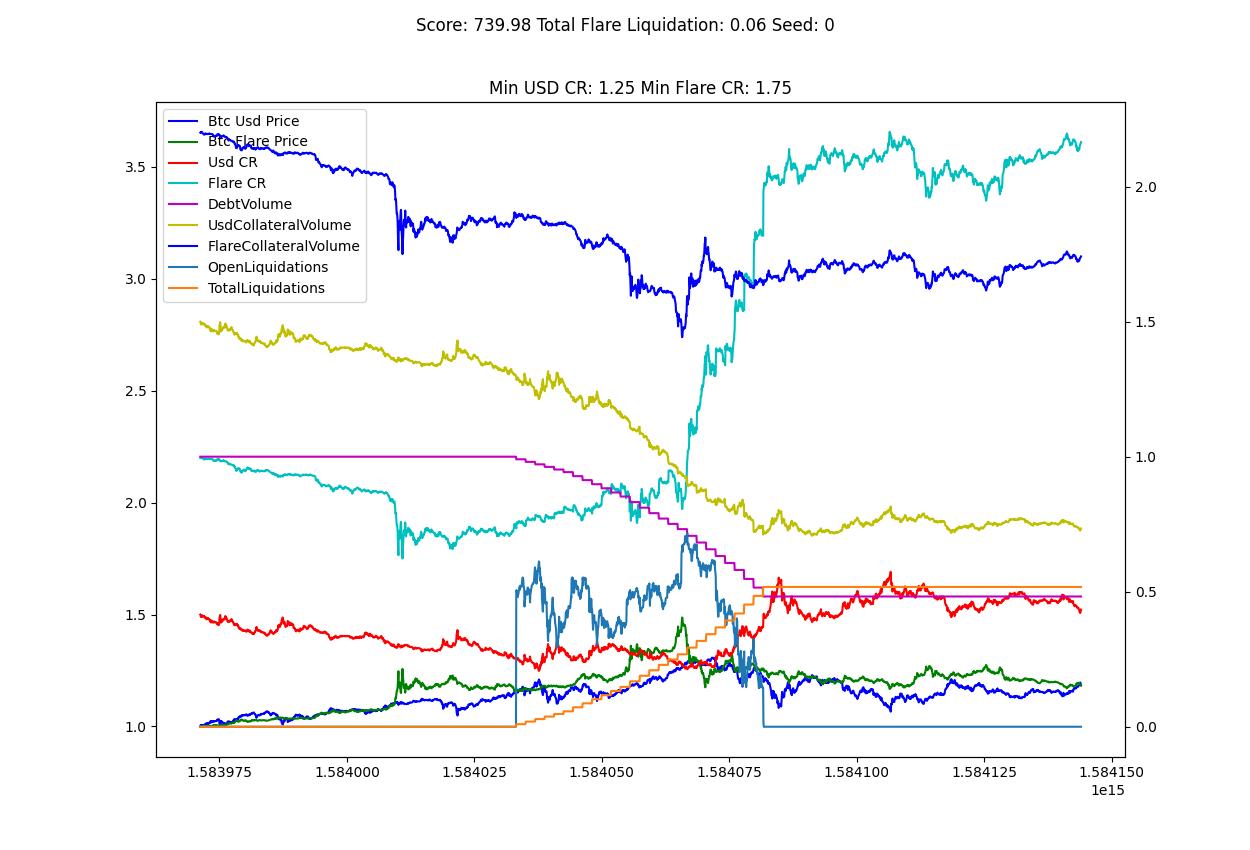 Score: 739.98 Total Flare Liquidation: 0.06 Seed: 0
Min USD CR: 1.25 Min Flare CR: 1.75
Btc Usd Price
Btc Flare Price
Usd CR
Flare CR
DebtVolume
UsdCollateralVolume
FlareCollateralVolume
OpenLiquidations
TotalLiquidations
3.5
3.0
2.5
2.0
1.5
1.0
2.0
1.5
1.0
0.5
0.0
1.583975 1.584000 1.584025 1.584050 1.584075 1.584100 1.584125 1.584150
1e15